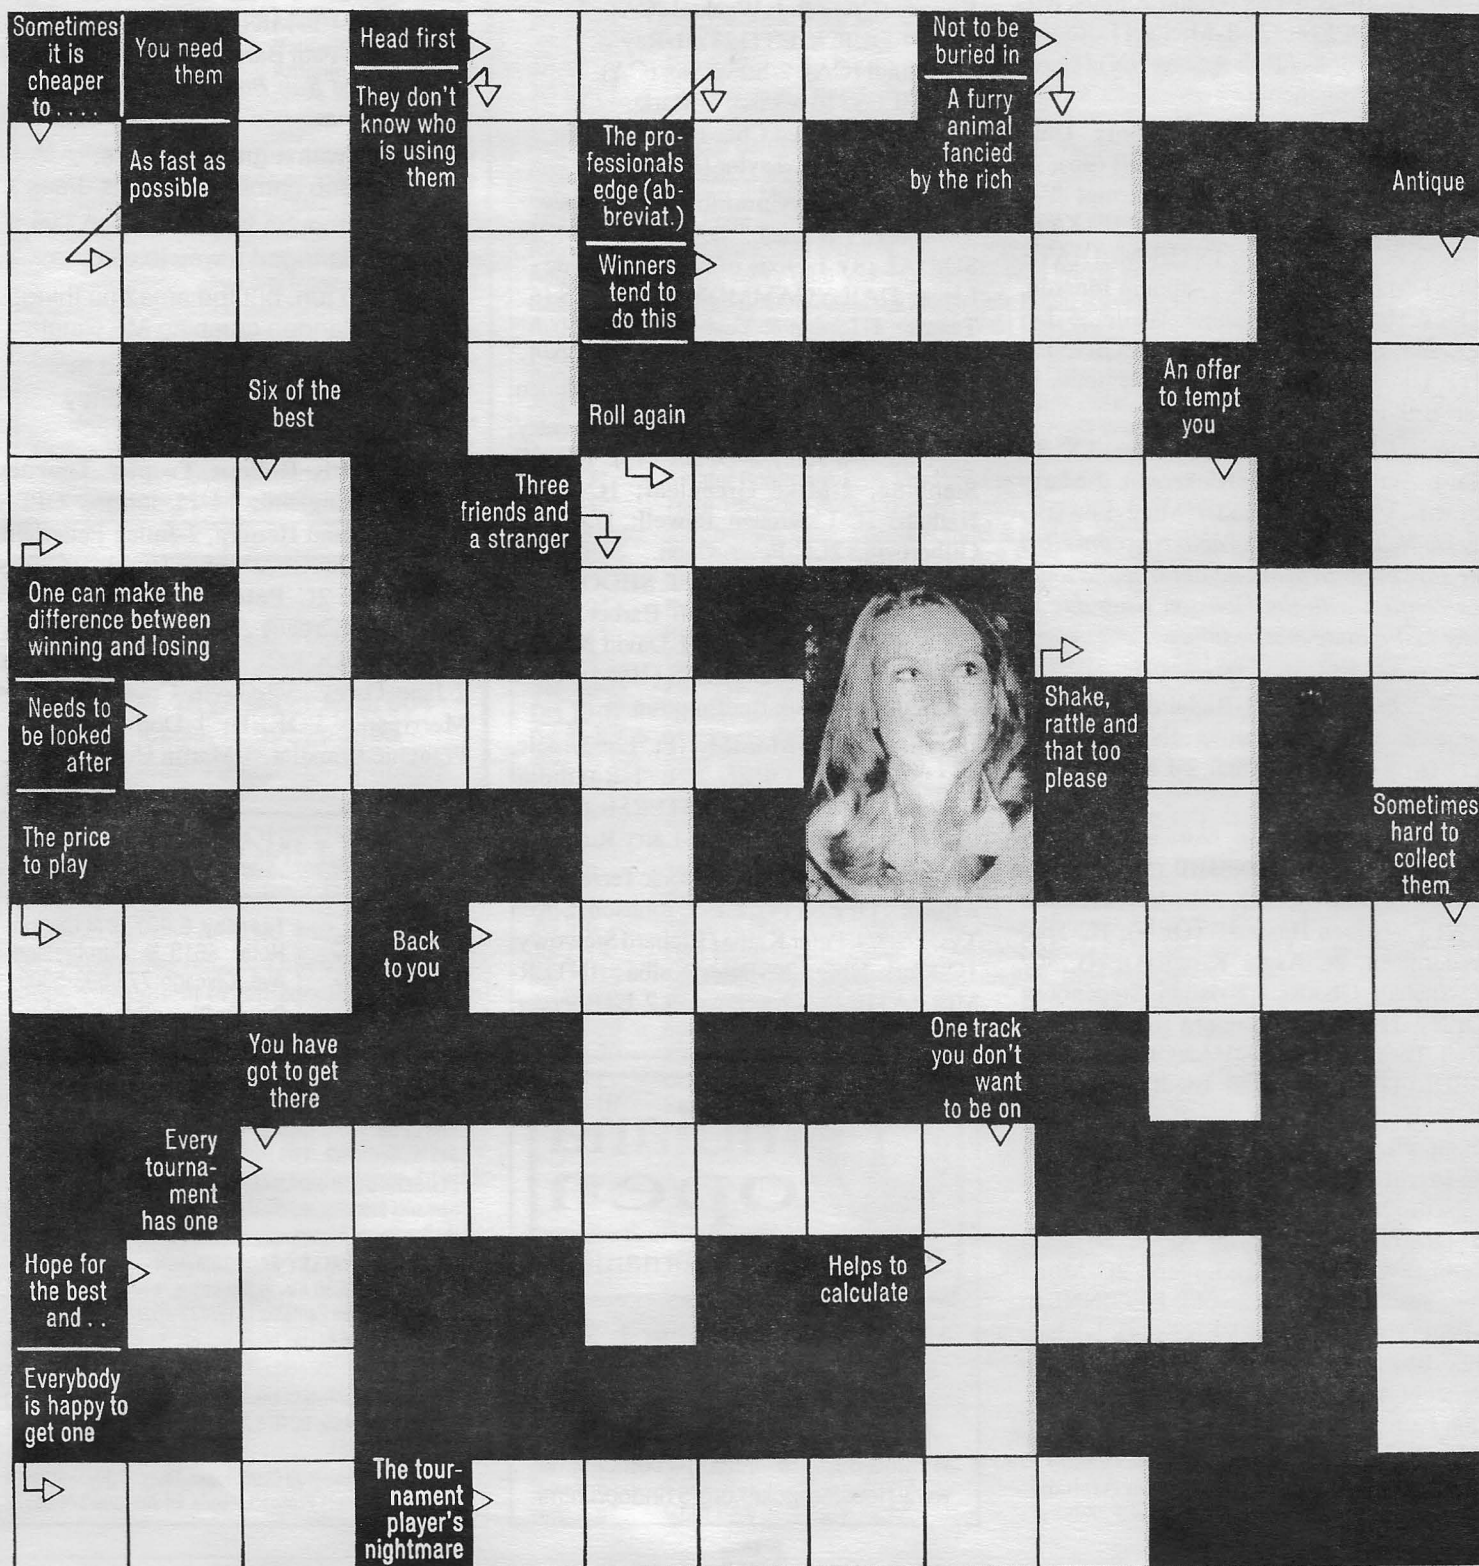 Sometimes
it is
cheaper
to . . . .
You need
them
Head first
Not to be
buried in
They don't
know who
is using
them
A furry
animal
fancied
by the rich
As fast as
possible
The pro-
fessionals
edge (ab-
breviat.)
Antique
Winners
tend to
do this
Six of the
best
Roll again
An offer
to tempt
you
Three
friends and
a stranger
One can make the
difference between
winning and losing
Needs to
be looked
after
Shake,
rattle and
that too
please
The price
to play
Sometimes
hard to
collect
them
Back
to you
You have
got to get
there
One track
you don't
want
to be on
Every
tourna-
ment
has one
Hope for
the best
and . .
Helps to
calculate
Everybody
is happy to
get one
The tour-
nament
player's
nightmare